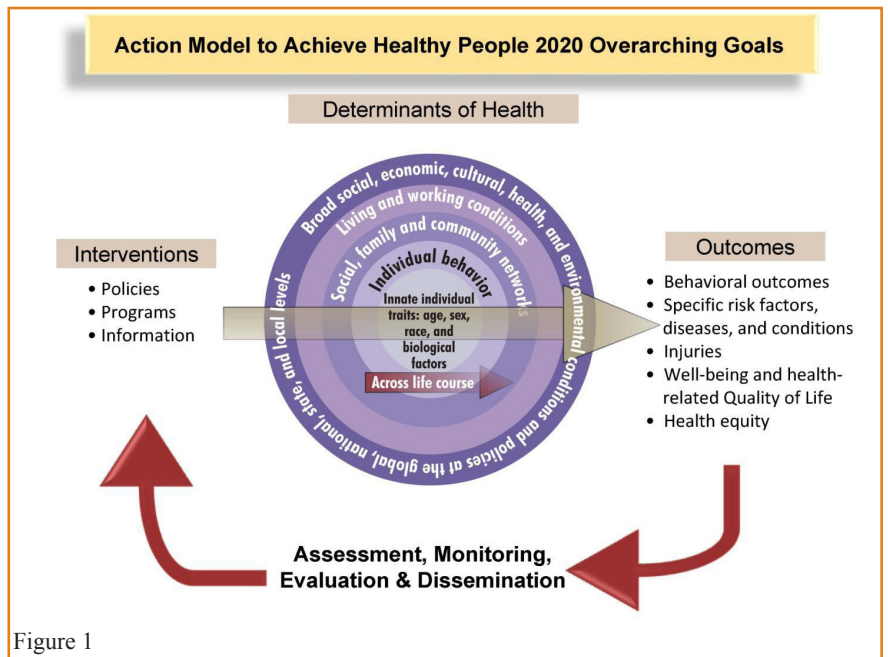 Action Model to Achieve Healthy People 2020 Overarching Goals
Determinants of Health
Interventions
• Policies
• Programs
• Information
Broad social, economic, cultural, health, and environmental conditions and policies at the global, national, state, and local levels
Living and working conditions
Social, family and community networks
Individual behavior
Innate individual
traits: age, sex,
race, and
biological
factors
Across life course
Outcomes
• Behavioral outcomes
• Specific risk factors,
diseases, and conditions
• Injuries
• Well-being and health-
related Quality of Life
• Health equity
Assessment, Monitoring,
Evaluation & Dissemination
Figure 1